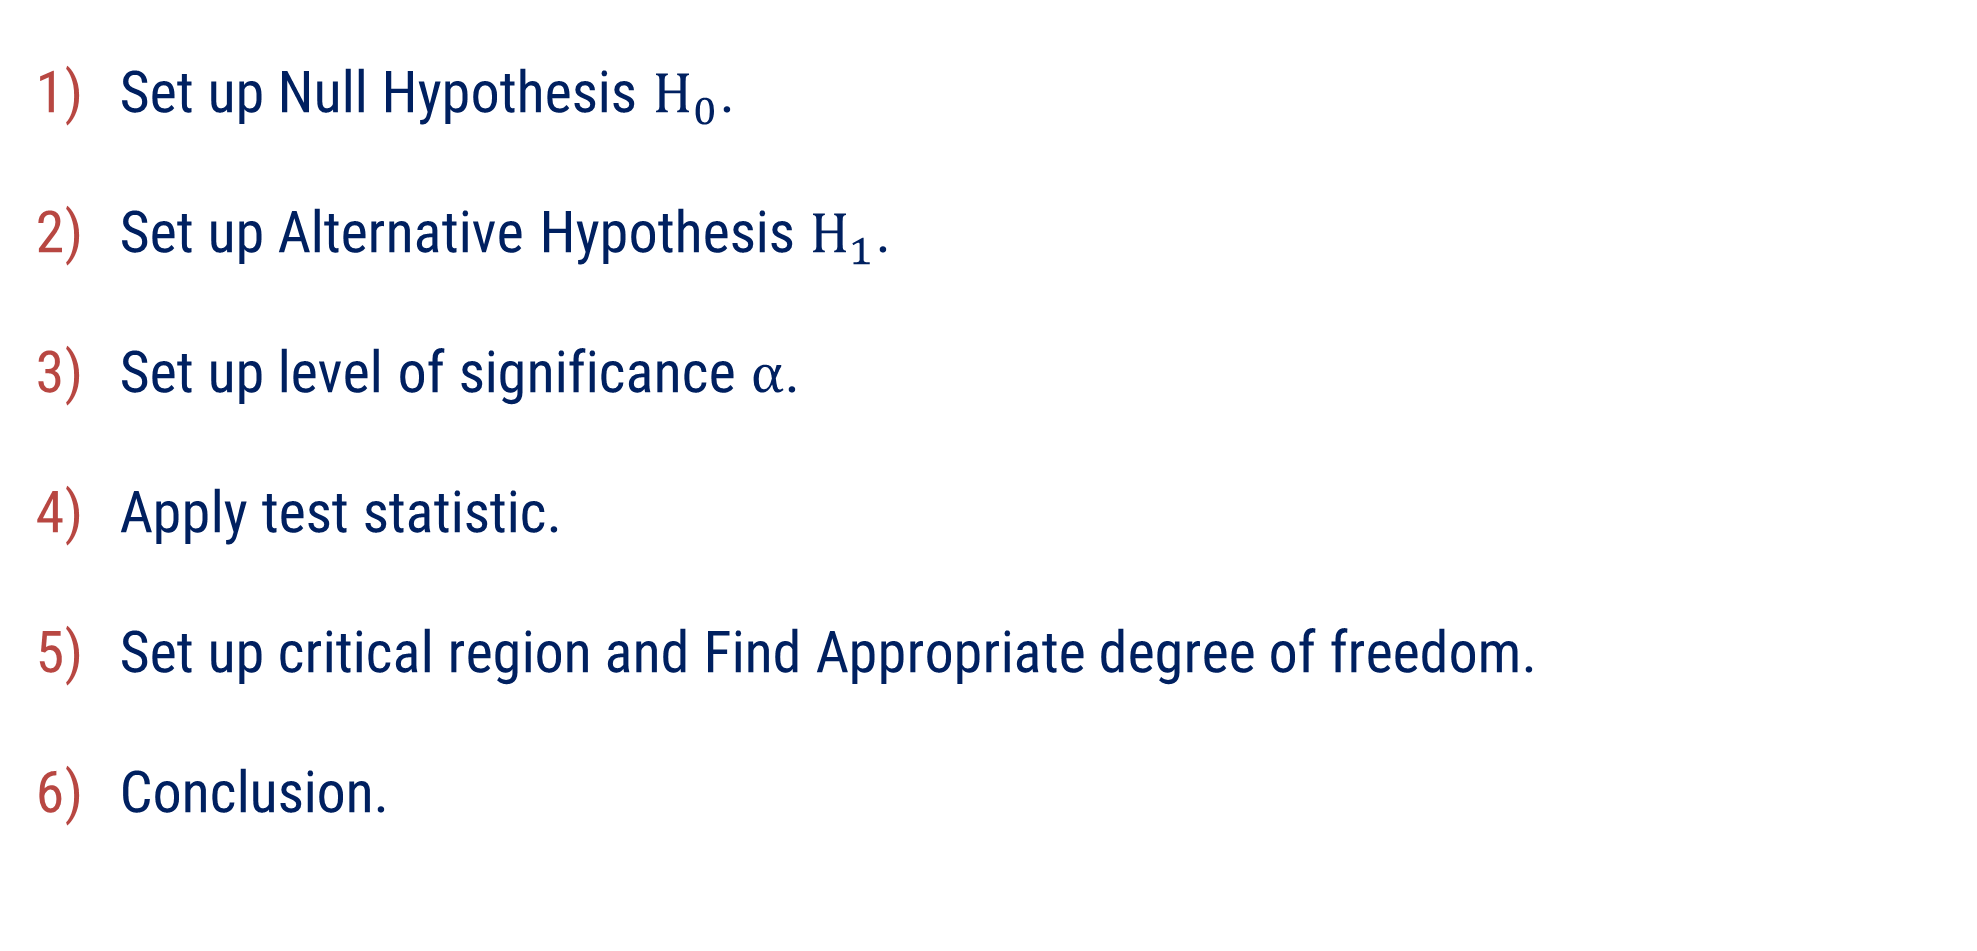 1) Set up Null Hypothesis H₀.
2) Set up Alternative Hypothesis H₁.
3) Set up level of significance α.
4) Apply test statistic.
5) Set up critical region and Find Appropriate degree of freedom.
6) Conclusion.